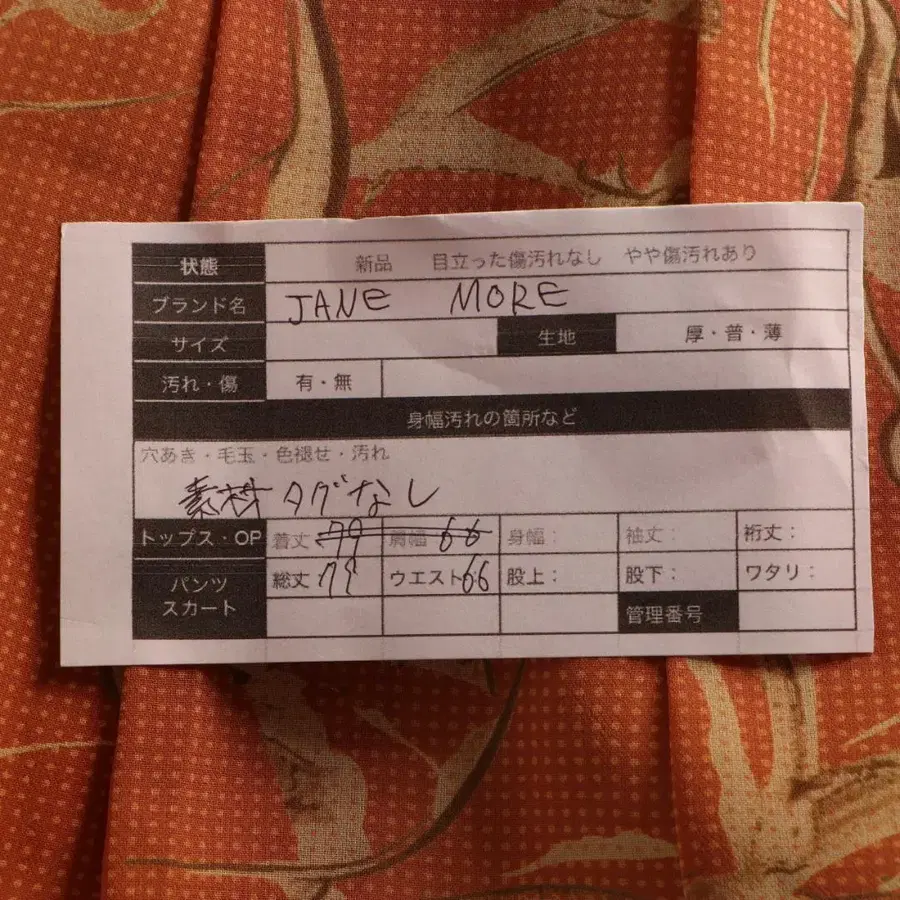 状態 新品 目立った傷汚れなし やや傷汚れあり
ブランド名 JANE MORE
サイズ 生地 厚・普・薄
汚れ・傷 有・無
身幅汚れの箇所など
穴あき・毛玉・色褪せ・汚れ
素材タグなし
トップス・OP 着丈: 79 肩幅 66 身幅: 袖丈: 裄丈:
パンツ スカート 総丈 79 ウエスト 66 股上: 股下: ワタリ:
管理番号